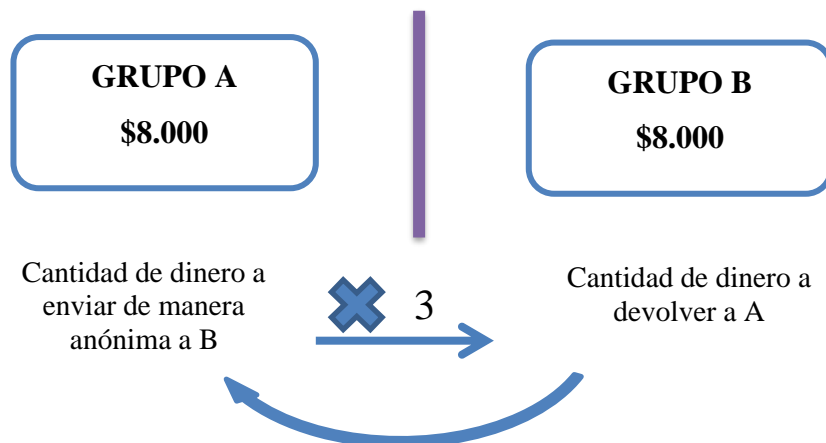 GRUPO A
$8.000
GRUPO B
$8.000
Cantidad de dinero a
enviar de manera
anónima a B
3
Cantidad de dinero a
devolver a A